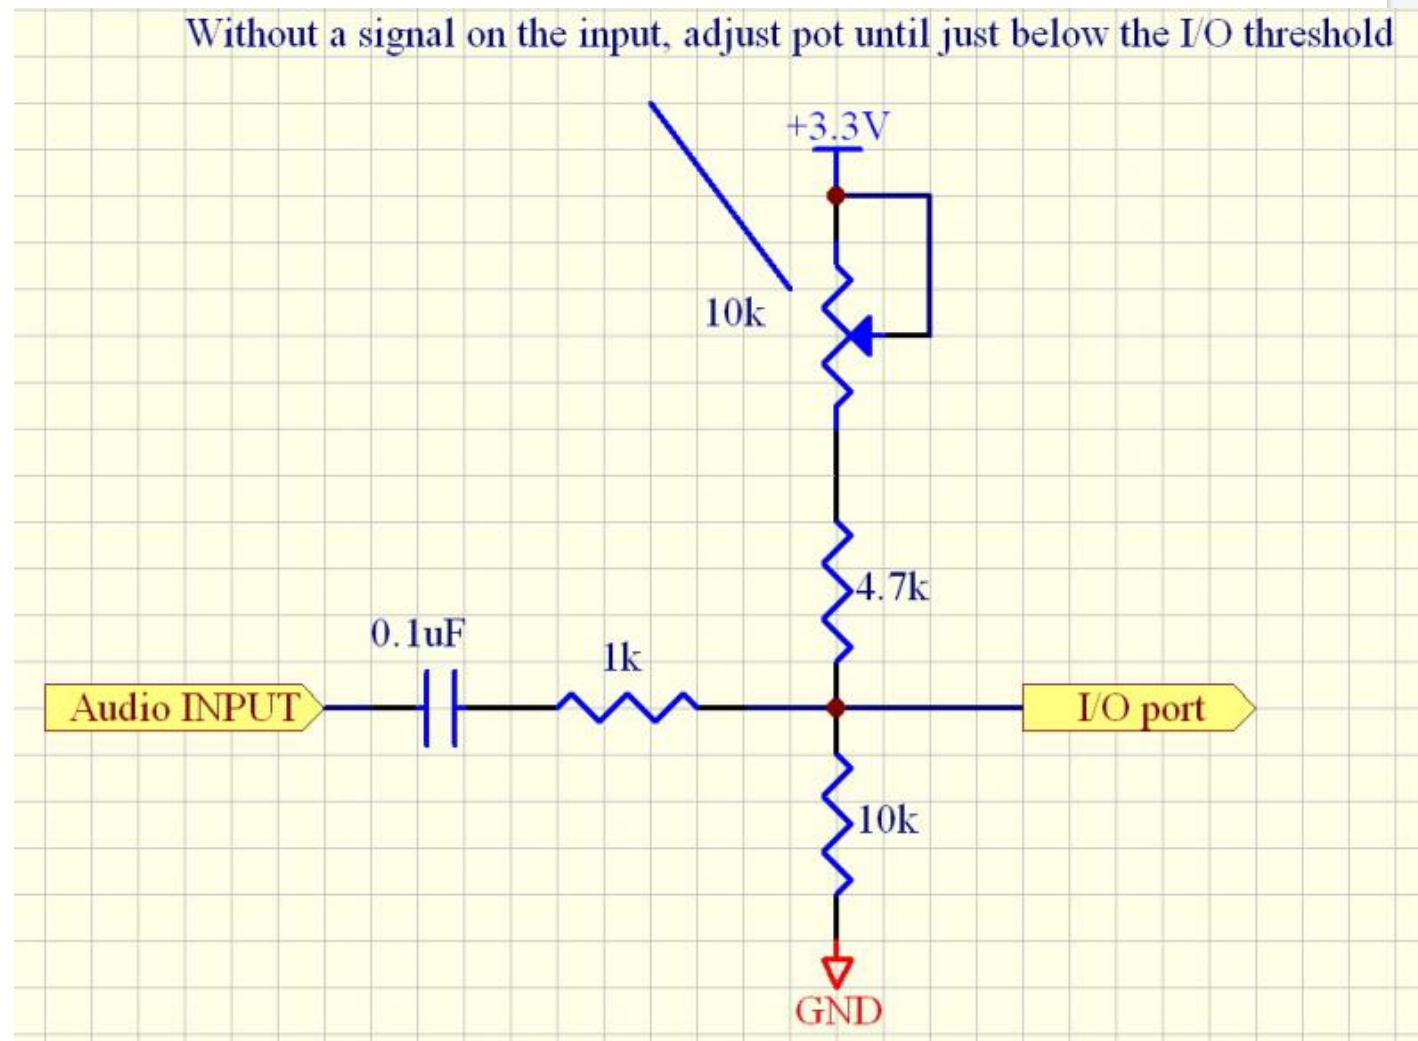 Without a signal on the input, adjust pot until just below the I/O threshold
+3.3V
10k
4.7k
0.1uF
1k
Audio INPUT
I/O port
10k
GND